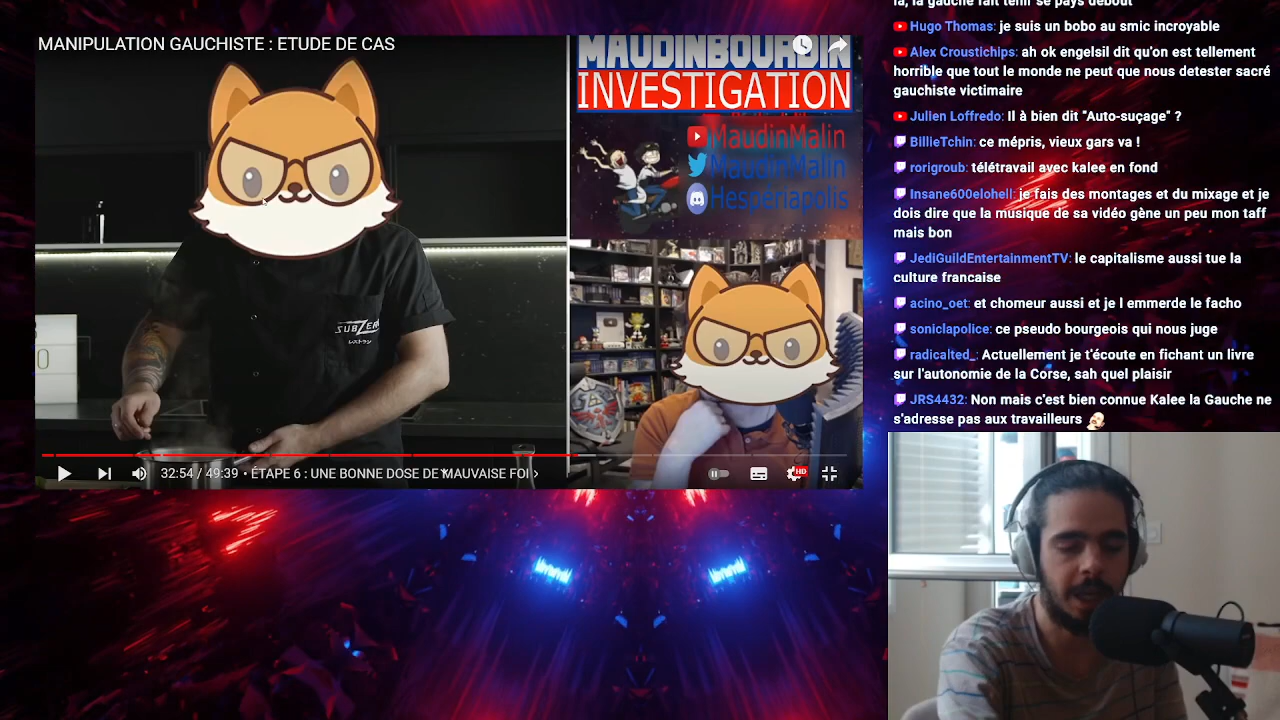 MANIPULATION GAUCHISTE : ETUDE DE CAS
MAUDINBOURDIN
INVESTIGATION
MaudinMalin
MaudinMalin
Hespériapolis
SUBZERO
レストラン
32:54 / 49:39 • ÉTAPE 6 : UNE BONNE DOSE DE MAUVAISE FOI ›
HD
la, la gauche fait tenir se pays debout
Hugo Thomas: je suis un bobo au smic incroyable
Alex Croustichips: ah ok engelsil dit qu'on est tellement
horrible que tout le monde ne peut que nous detester sacré
gauchiste victimaire
Julien Loffredo: Il à bien dit "Auto-suçage" ?
BillieTchin: ce mépris, vieux gars va !
rorigroub: télétravail avec kalee en fond
Insane600elohell: je fais des montages et du mixage et je
dois dire que la musique de sa vidéo gène un peu mon taff
mais bon
JediGuildEntertainmentTV: le capitalisme aussi tue la
culture francaise
acino_oet: et chomeur aussi et je l emmerde le facho
soniclapolice: ce pseudo bourgeois qui nous juge
radicalted_: Actuellement je t'écoute en fichant un livre
sur l'autonomie de la Corse, sah quel plaisir
JRS4432: Non mais c'est bien connue Kalee la Gauche ne
s'adresse pas aux travailleurs